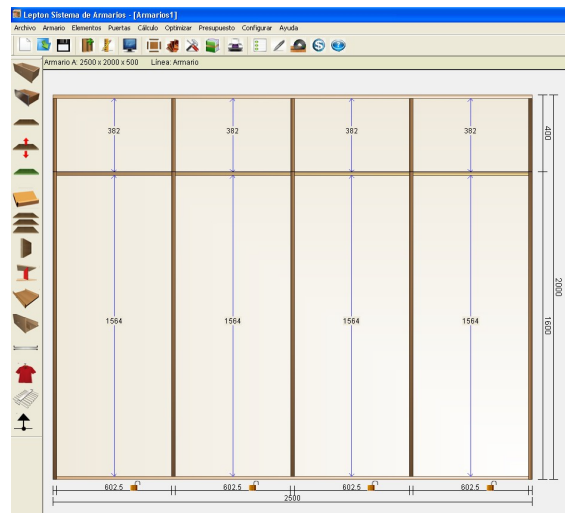 Lepton Sistema de Armarios - [Armarios1]
Archivo Armario Elementos Puertas Cálculo Optimizar Presupuesto Configurar Ayuda
Armario A: 2500 x 2000 x 500 Línea: Armario
382 382 382 382
400
2000
1564 1564 1564 1564
1600
602.5 602.5 602.5 602.5
2500